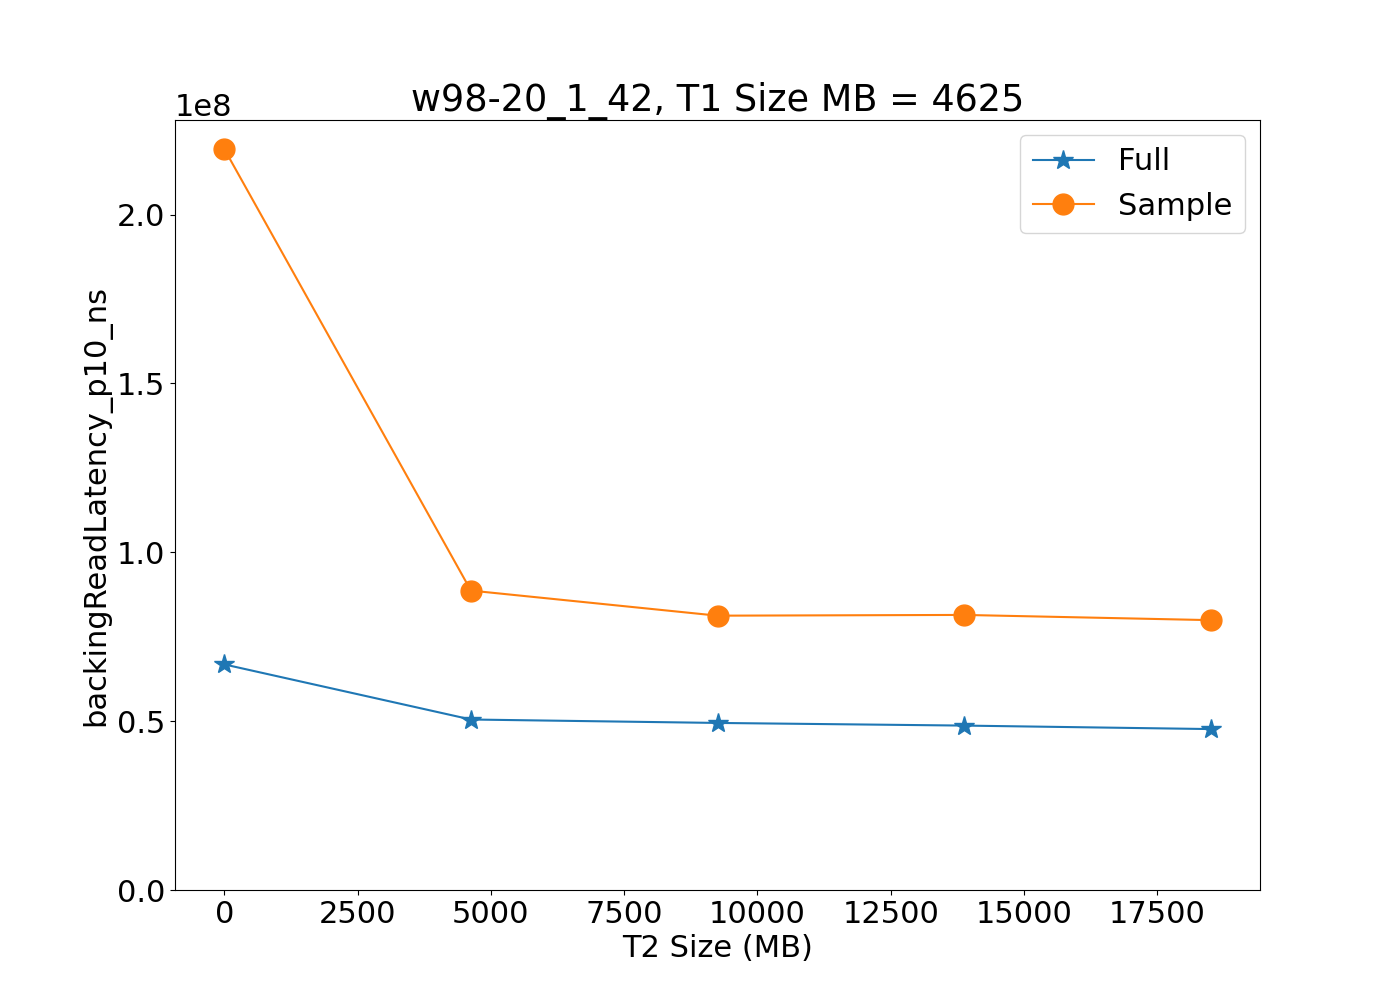 w98-20_1_42, T1 Size MB = 4625
1e8
Full
Sample
2.0
1.5
1.0
0.5
0.0
backingReadLatency_p10_ns
0 2500 5000 7500 10000 12500 15000 17500
T2 Size (MB)